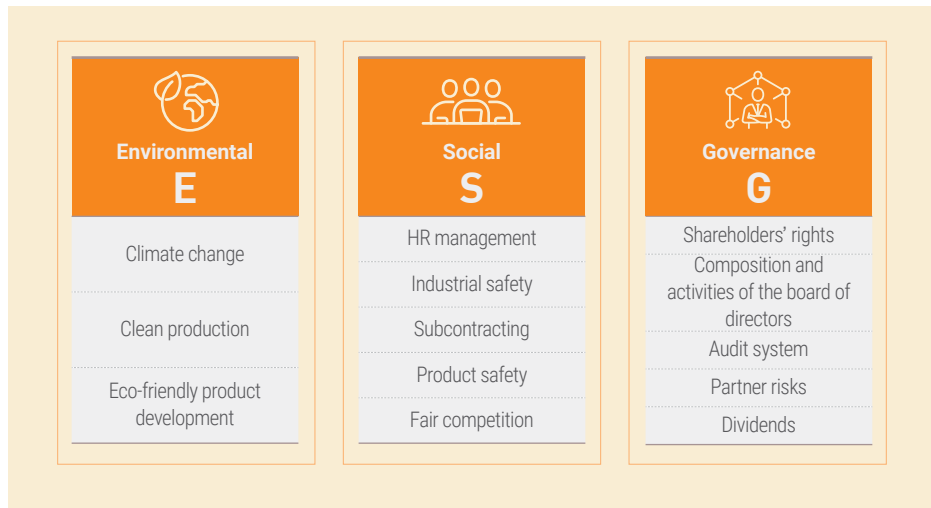 Environmental
E
Climate change
Clean production
Eco-friendly product
development
Social
S
HR management
Industrial safety
Subcontracting
Product safety
Fair competition
Governance
G
Shareholders’ rights
Composition and
activities of the board of
directors
Audit system
Partner risks
Dividends